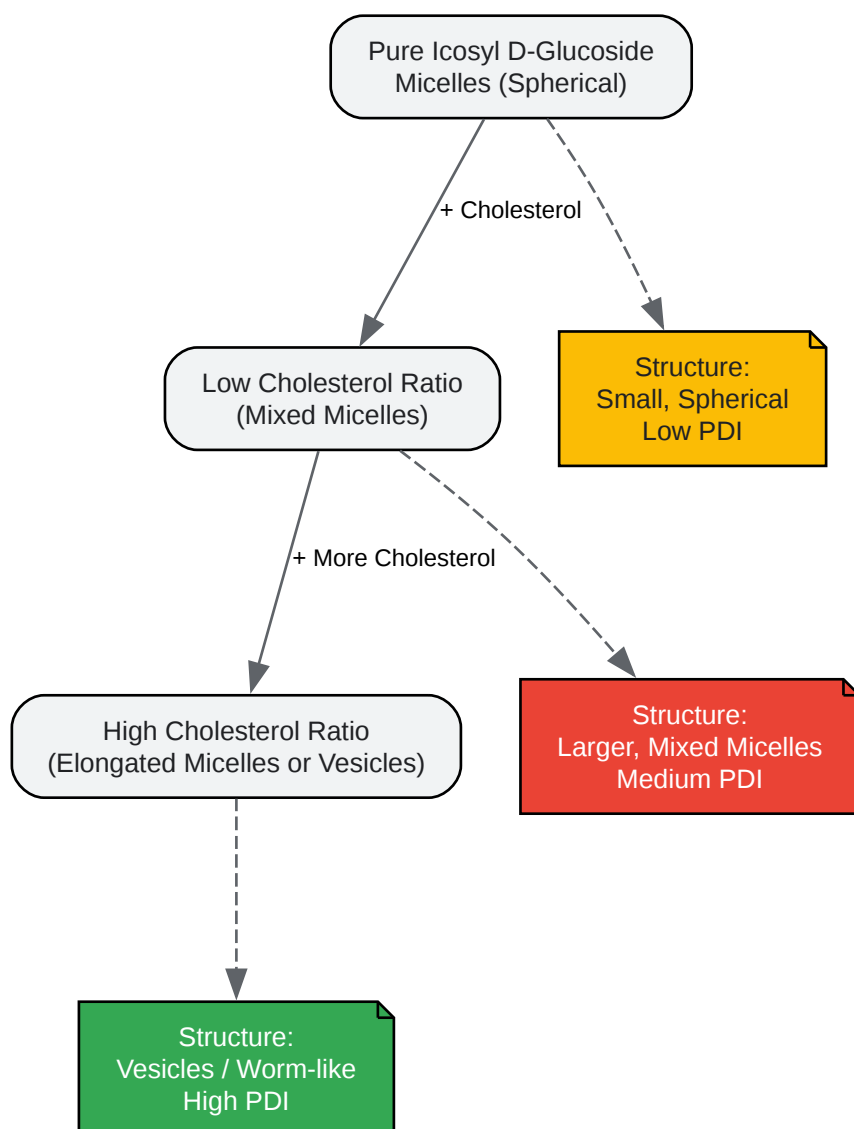 Pure Icosyl D-Glucoside
Micelles (Spherical)
+ Cholesterol
Low Cholesterol Ratio
(Mixed Micelles)
Structure:
Small, Spherical
Low PDI
+ More Cholesterol
High Cholesterol Ratio
(Elongated Micelles or Vesicles)
Structure:
Larger, Mixed Micelles
Medium PDI
Structure:
Vesicles / Worm-like
High PDI